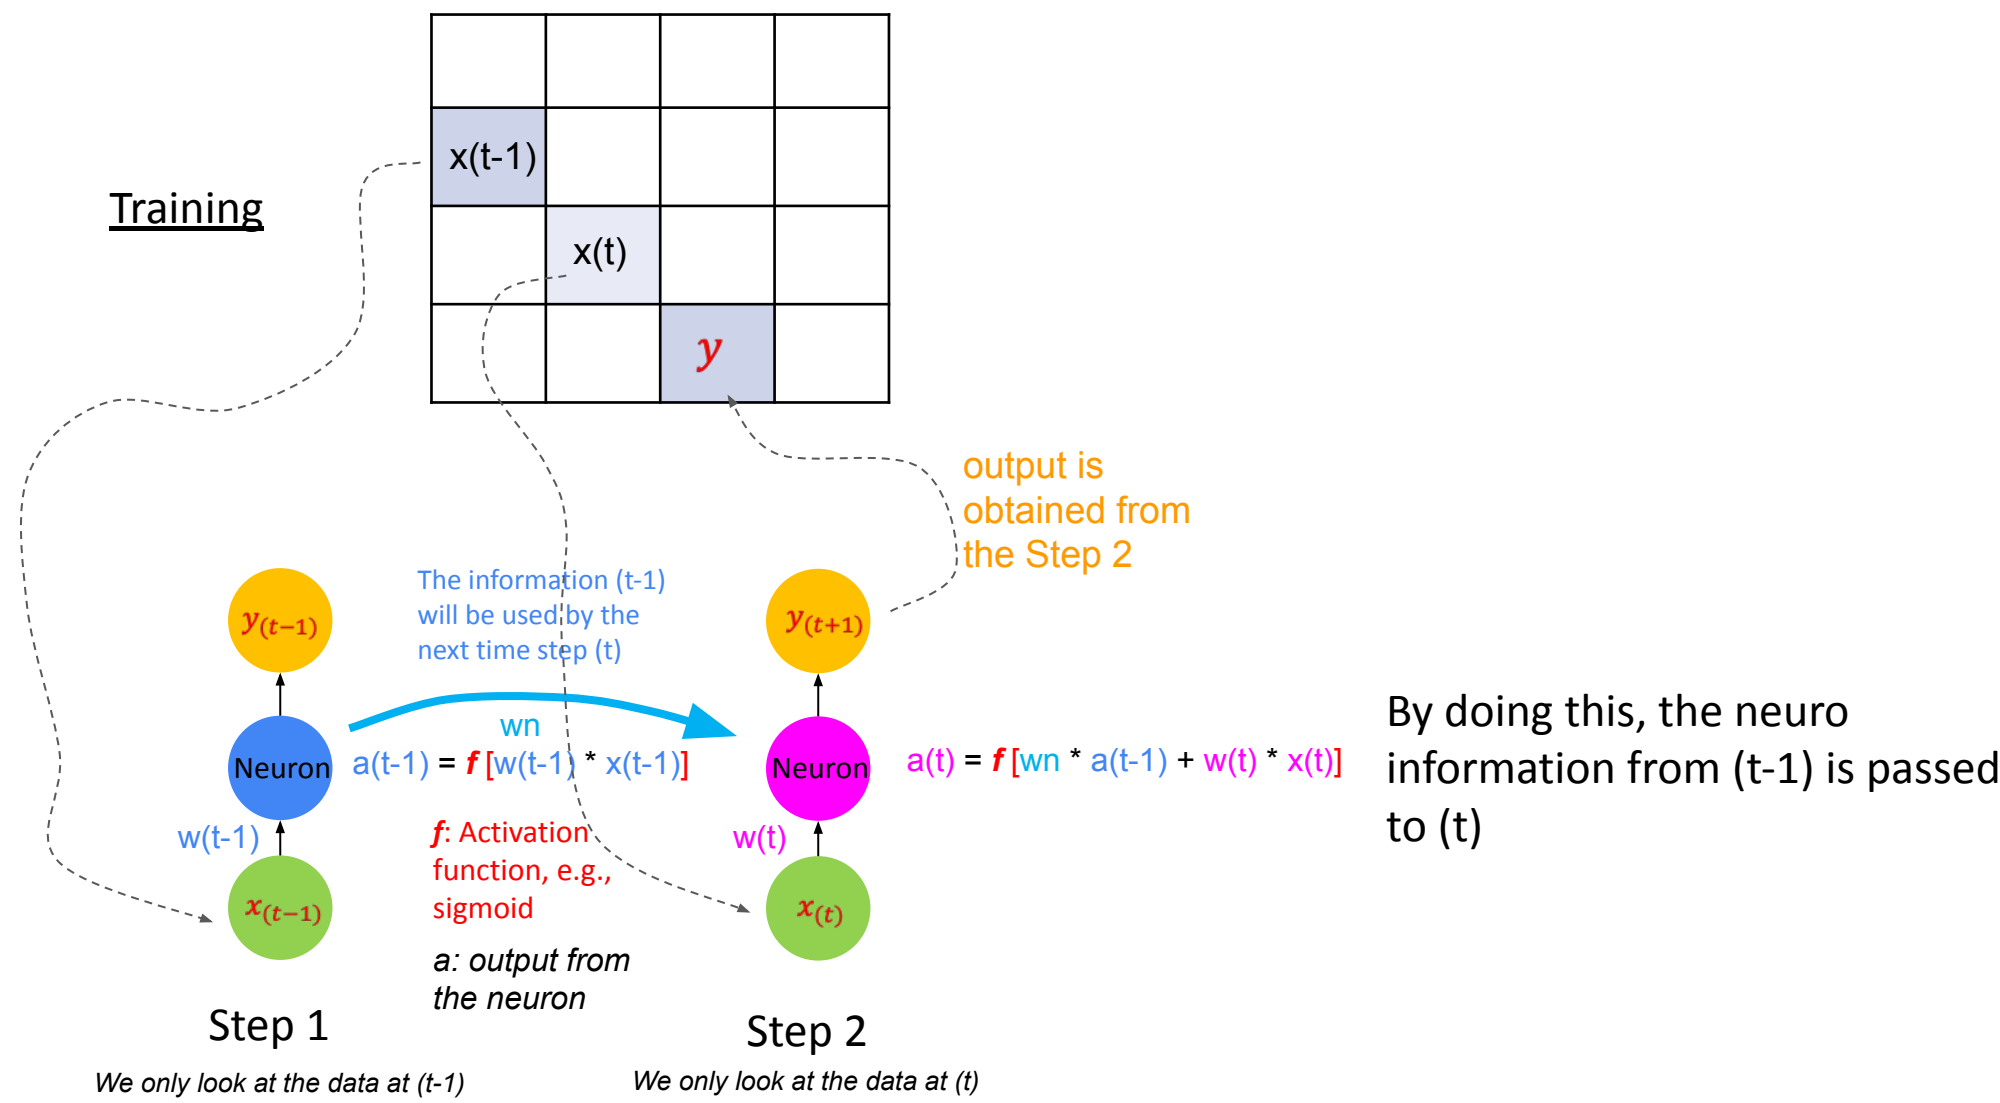 x(t-1)
Training
x(t)
y
output is
obtained from
the Step 2
The information (t-1)
will be used by the
next time step (t)
y(t−1)
y(t+1)
wn
Neuron
a(t-1) = f [w(t-1) * x(t-1)]
Neuron
a(t) = f [wn * a(t-1) + w(t) * x(t)]
By doing this, the neuro
information from (t-1) is passed
to (t)
w(t-1)
f: Activation
function, e.g.,
sigmoid
w(t)
x(t−1)
x(t)
a: output from
the neuron
Step 1
Step 2
We only look at the data at (t-1)
We only look at the data at (t)